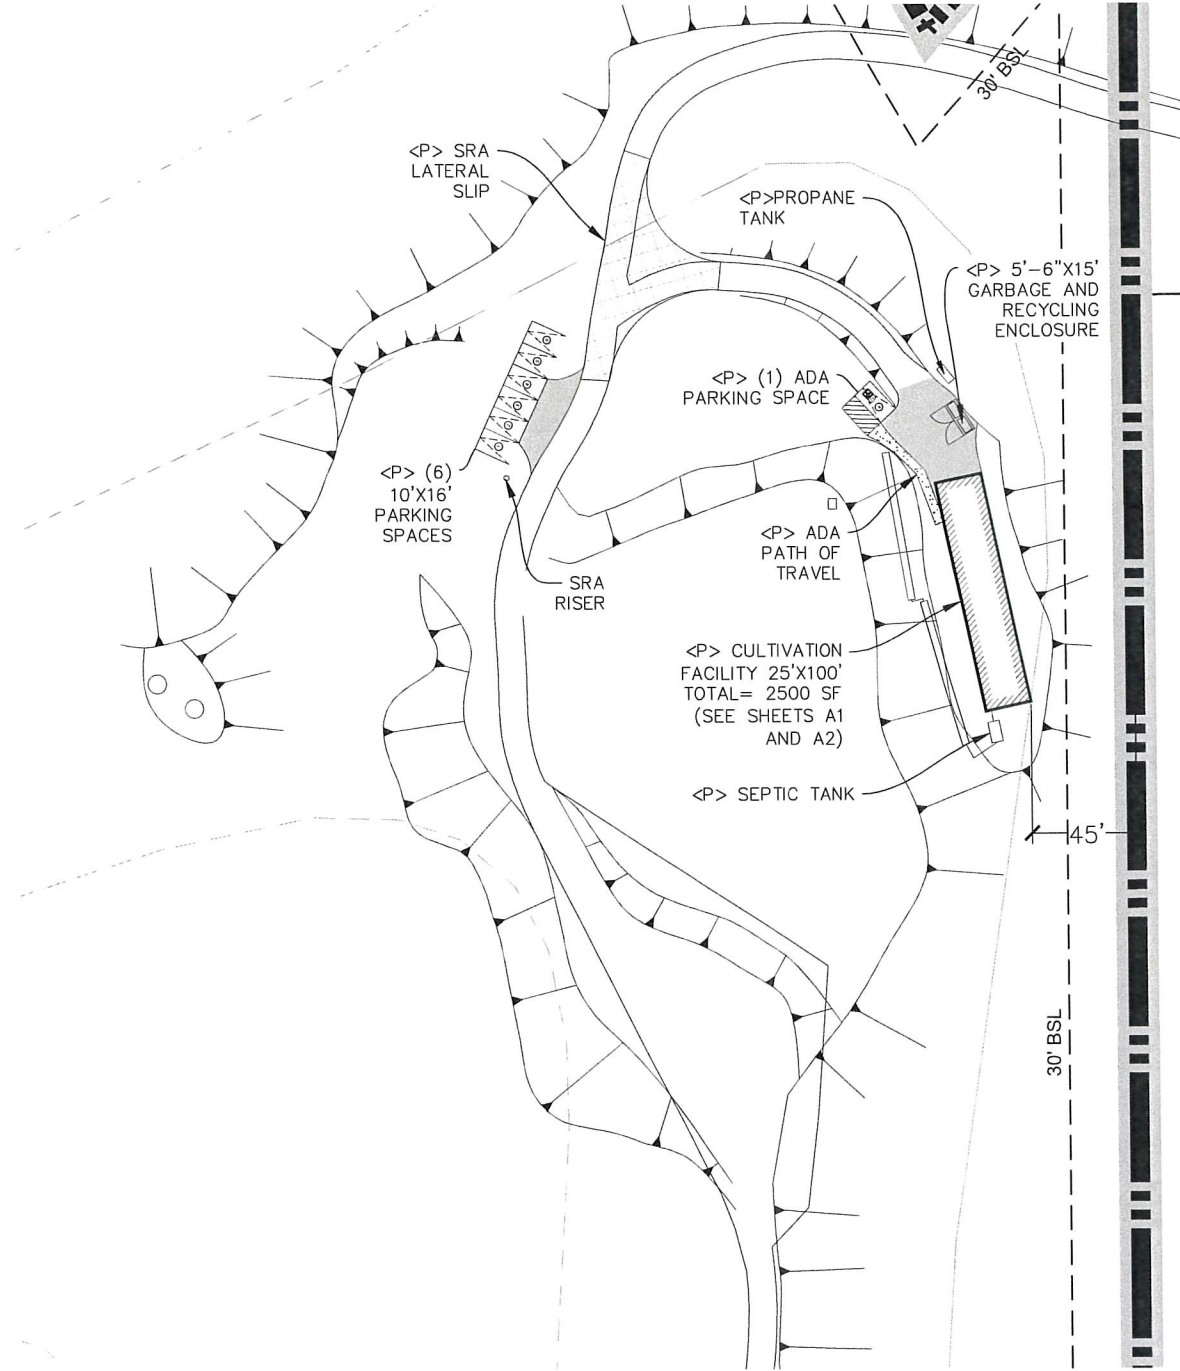 30' BSL
<P> SRA
LATERAL
SLIP
<P>PROPANE
TANK
<P> 5'-6"X15'
GARBAGE AND
RECYCLING
ENCLOSURE
<P> (1) ADA
PARKING SPACE
<P> (6)
10'X16'
PARKING
SPACES
<P> ADA
PATH OF
TRAVEL
SRA
RISER
<P> CULTIVATION
FACILITY 25'X100'
TOTAL= 2500 SF
(SEE SHEETS A1
AND A2)
<P> SEPTIC TANK
45'
30' BSL